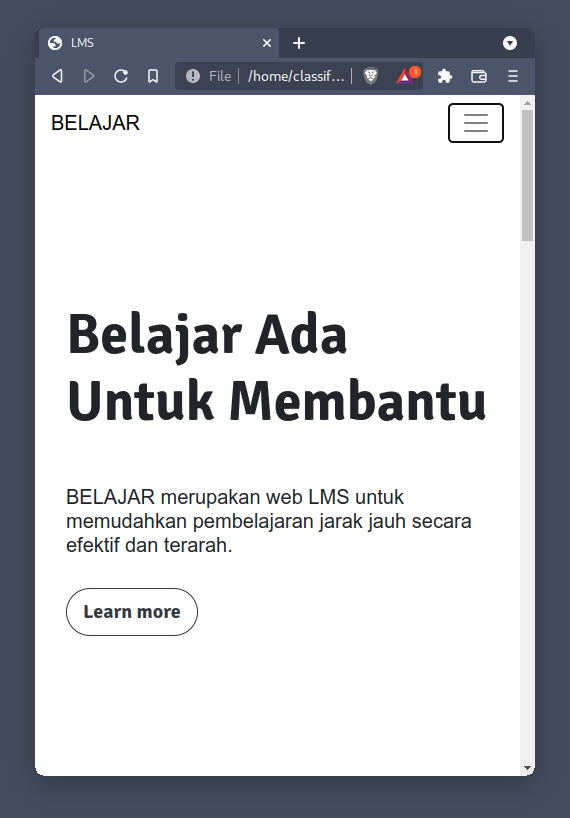 LMS
File /home/classif... 1
BELAJAR
Belajar Ada
Untuk Membantu
BELAJAR merupakan web LMS untuk
memudahkan pembelajaran jarak jauh secara
efektif dan terarah.
Learn more